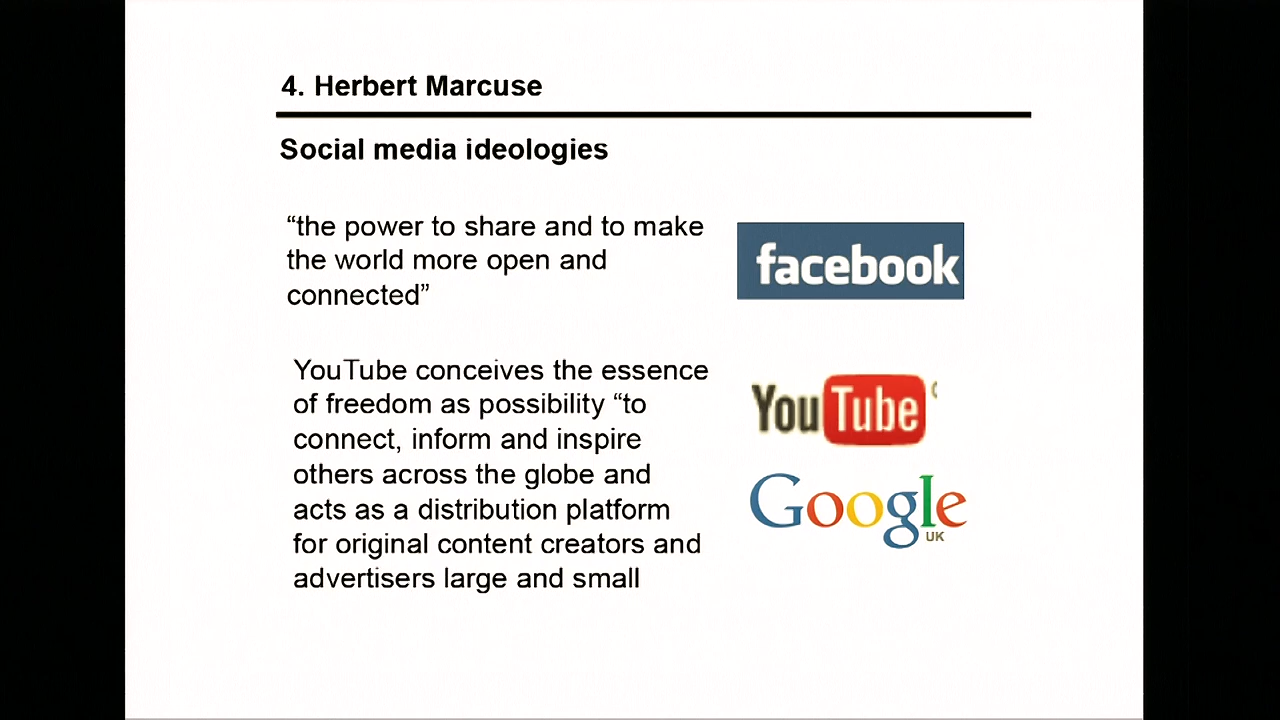 4. Herbert Marcuse
Social media ideologies
“the power to share and to make
the world more open and
connected”
facebook
YouTube conceives the essence
of freedom as possibility “to
connect, inform and inspire
others across the globe and
acts as a distribution platform
for original content creators and
advertisers large and small
YouTube
Google
UK